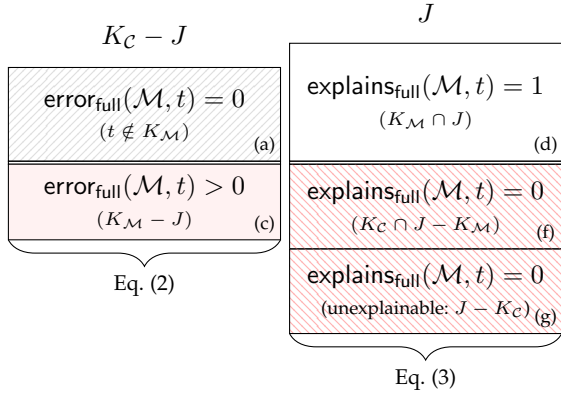 K_C − J
error_full(M, t) = 0
(t ∉ K_M)
(a)
error_full(M, t) > 0
(K_M − J)
(c)
Eq. (2)
J
explains_full(M, t) = 1
(K_M ∩ J)
(d)
explains_full(M, t) = 0
(K_C ∩ J − K_M)
(f)
explains_full(M, t) = 0
(unexplainable: J − K_C)
(g)
Eq. (3)